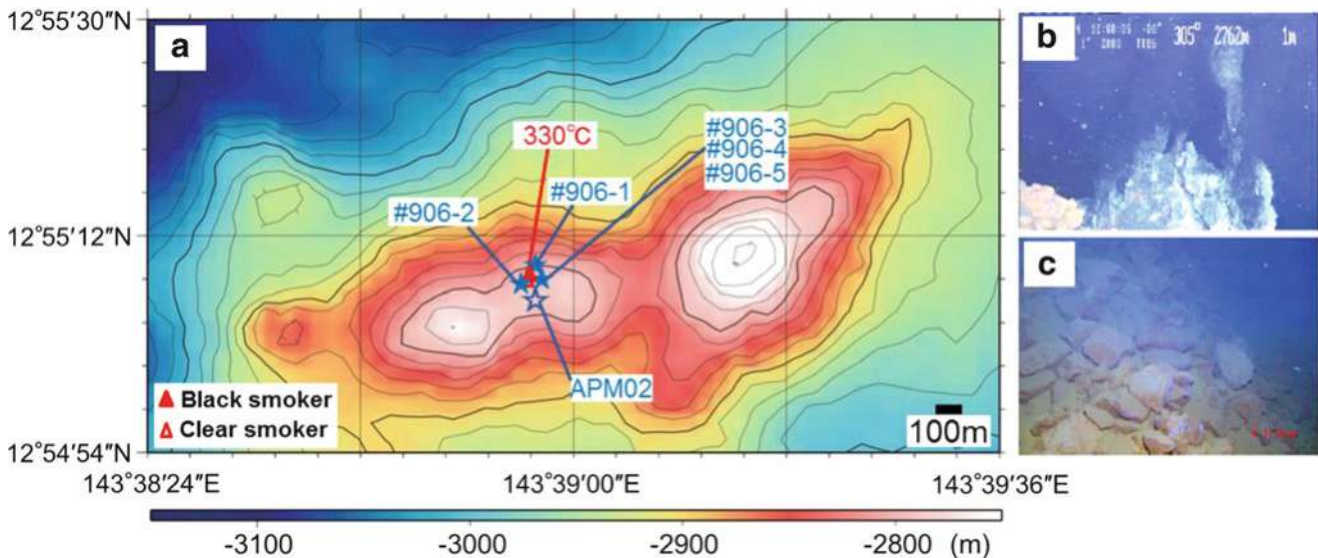 12°55'30"N
a
330℃
#906-3
#906-4
#906-5
#906-1
#906-2
12°55'12"N
APM02
Black smoker
Clear smoker
100m
12°54'54"N
143°38'24"E
143°39'00"E
143°39'36"E
-3100
-3000
-2900
-2800
(m)
b
305° 2762m 1m
c